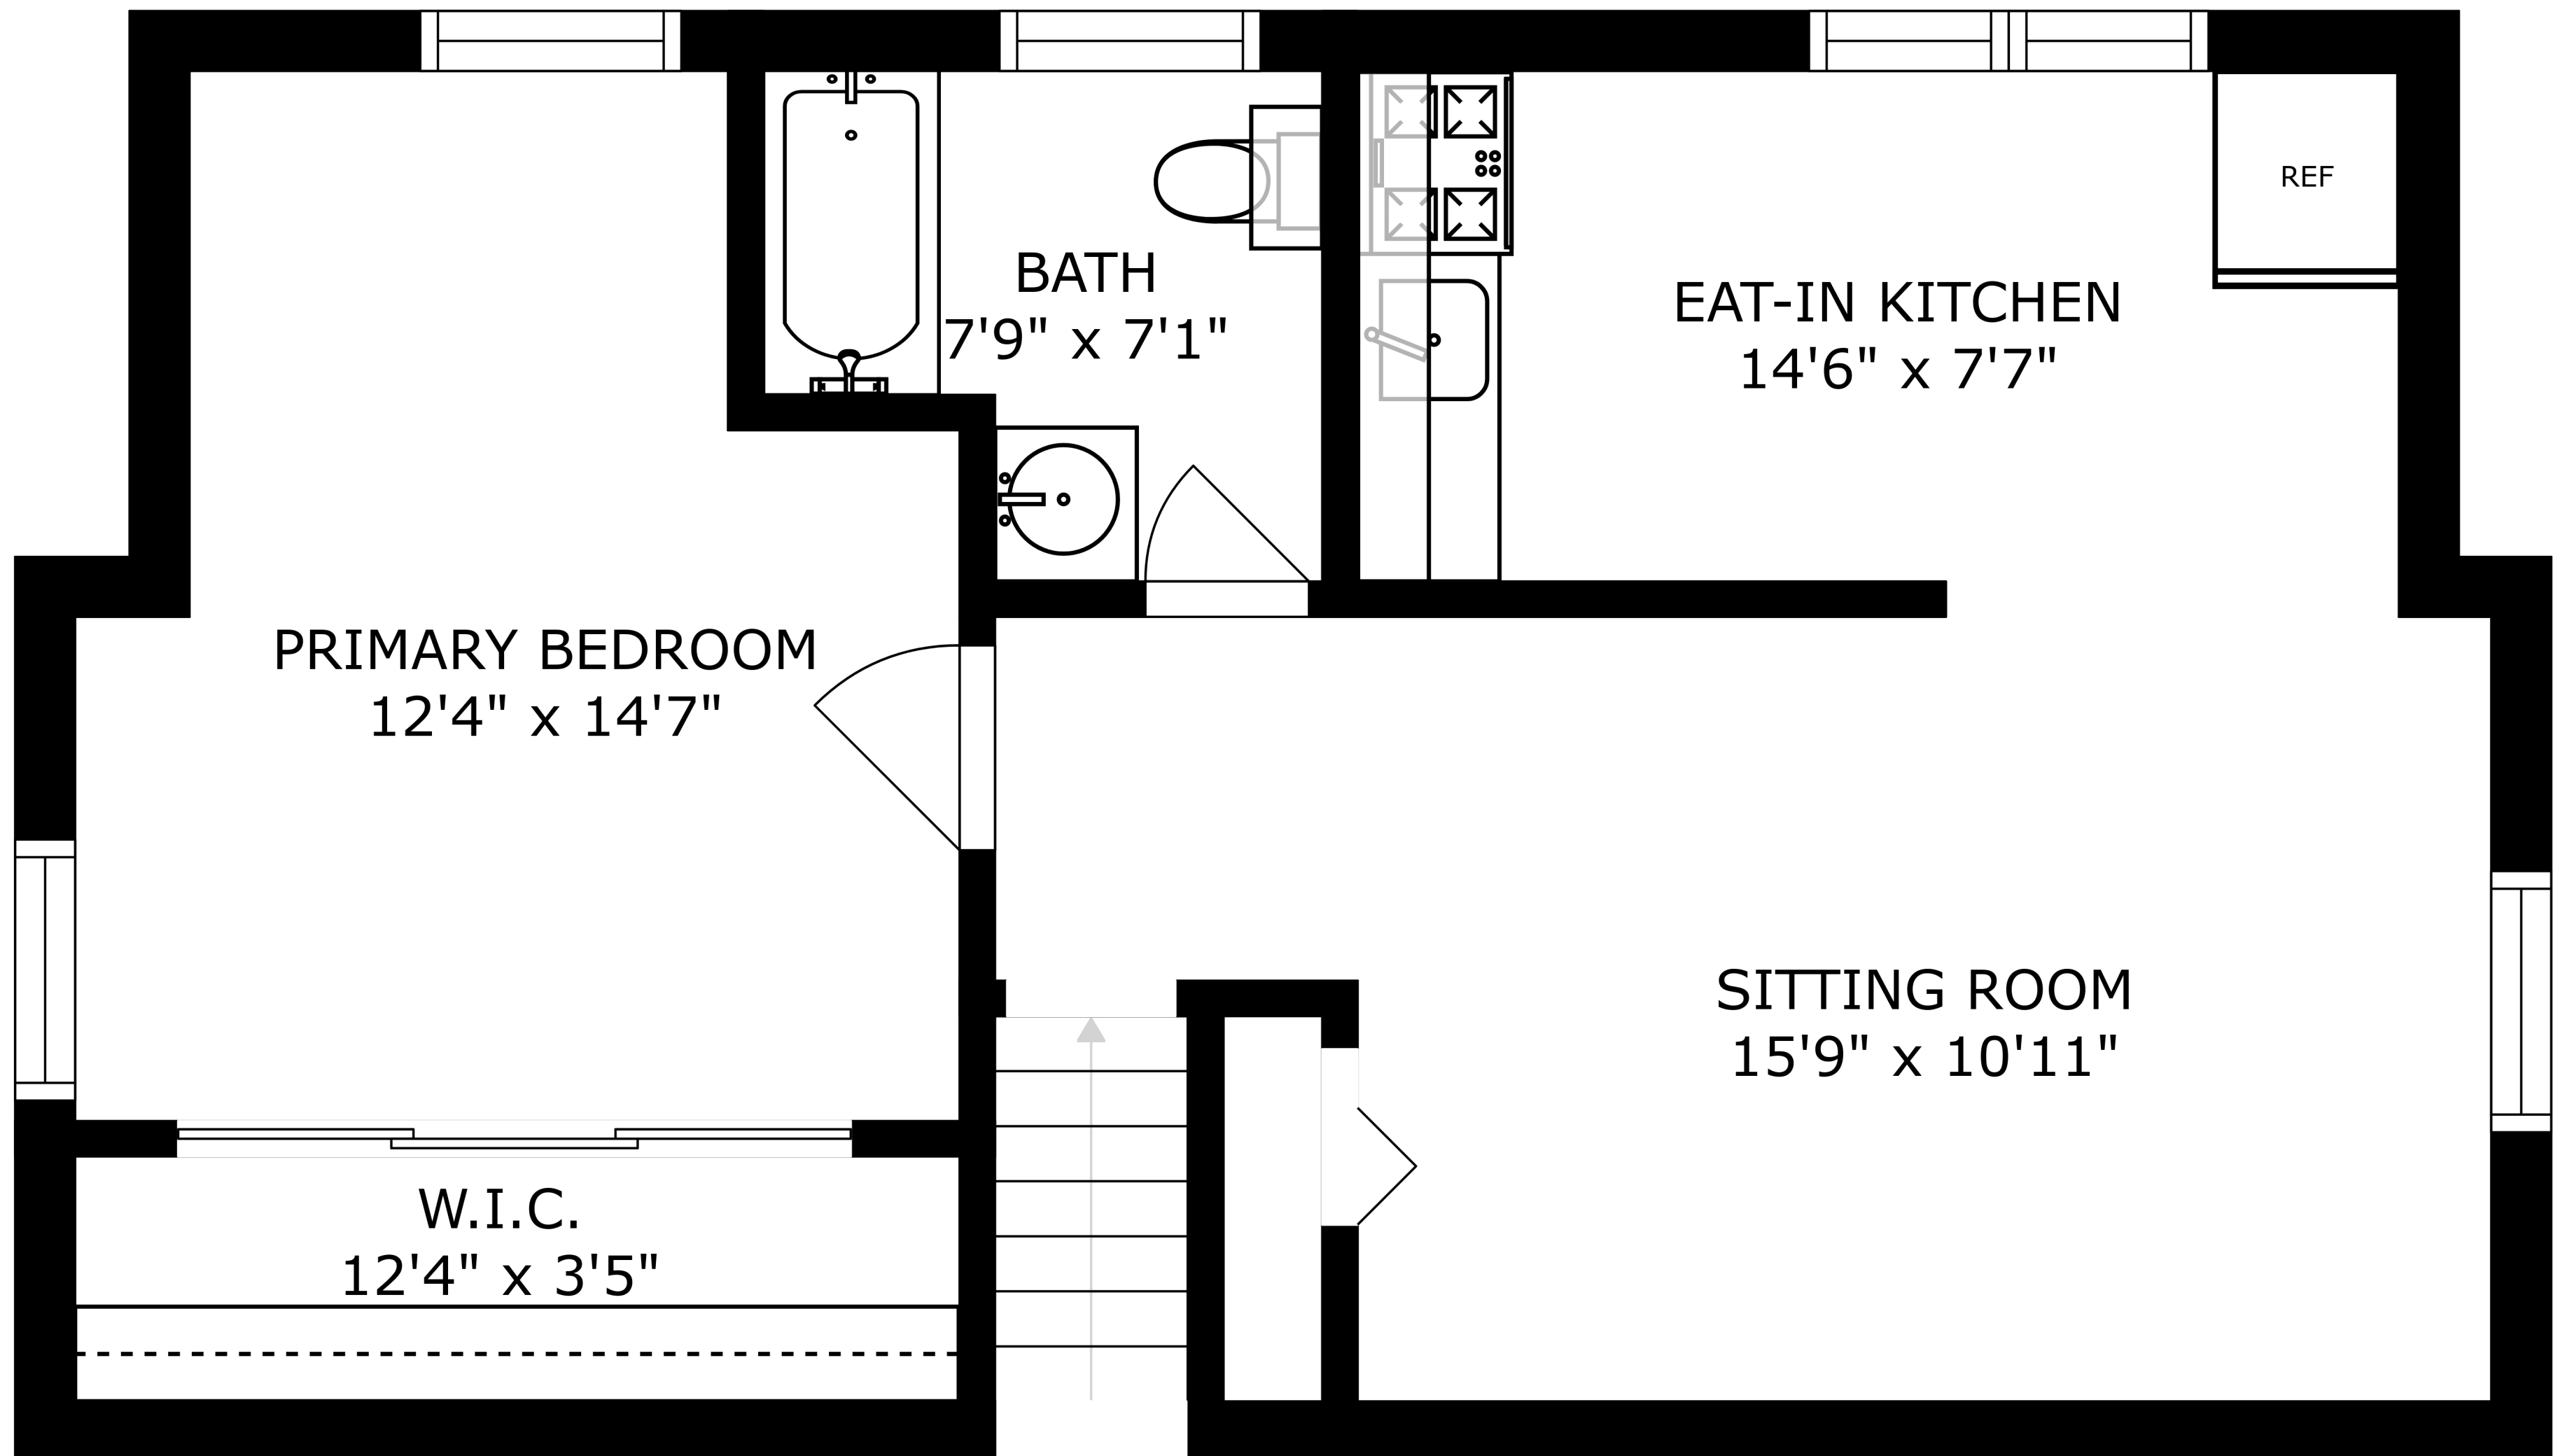 REF
BATH
7'9" x 7'1"
EAT-IN KITCHEN
14'6" x 7'7"
PRIMARY BEDROOM
12'4" x 14'7"
SITTING ROOM
15'9" x 10'11"
W.I.C.
12'4" x 3'5"